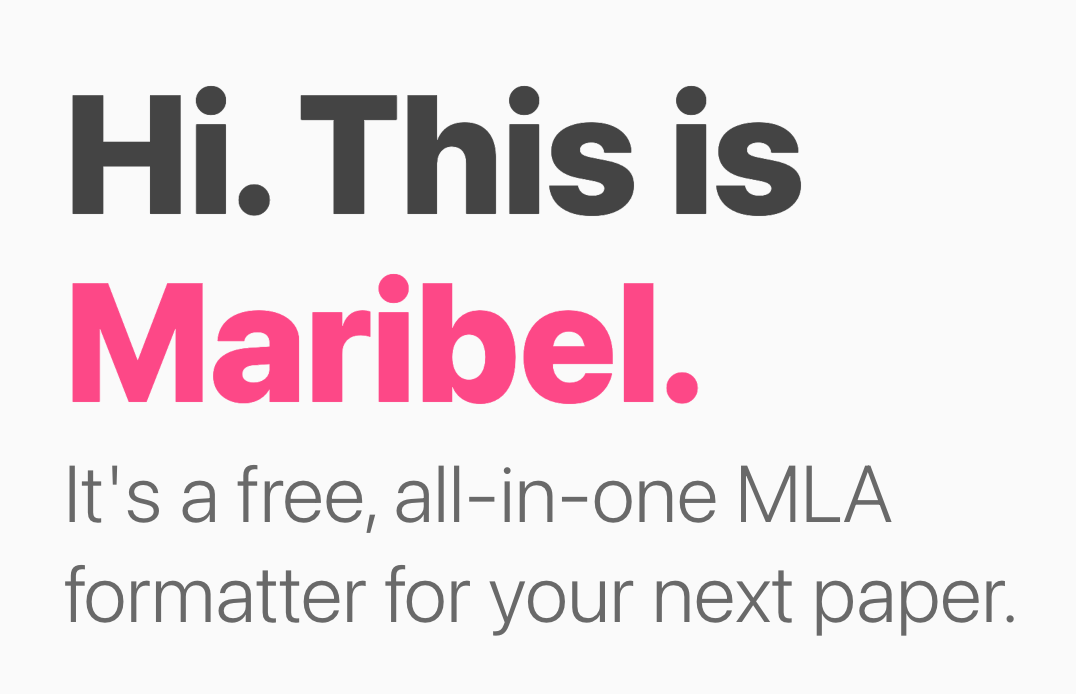 Hi. This is
Maribel.
It's a free, all-in-one MLA
formatter for your next paper.